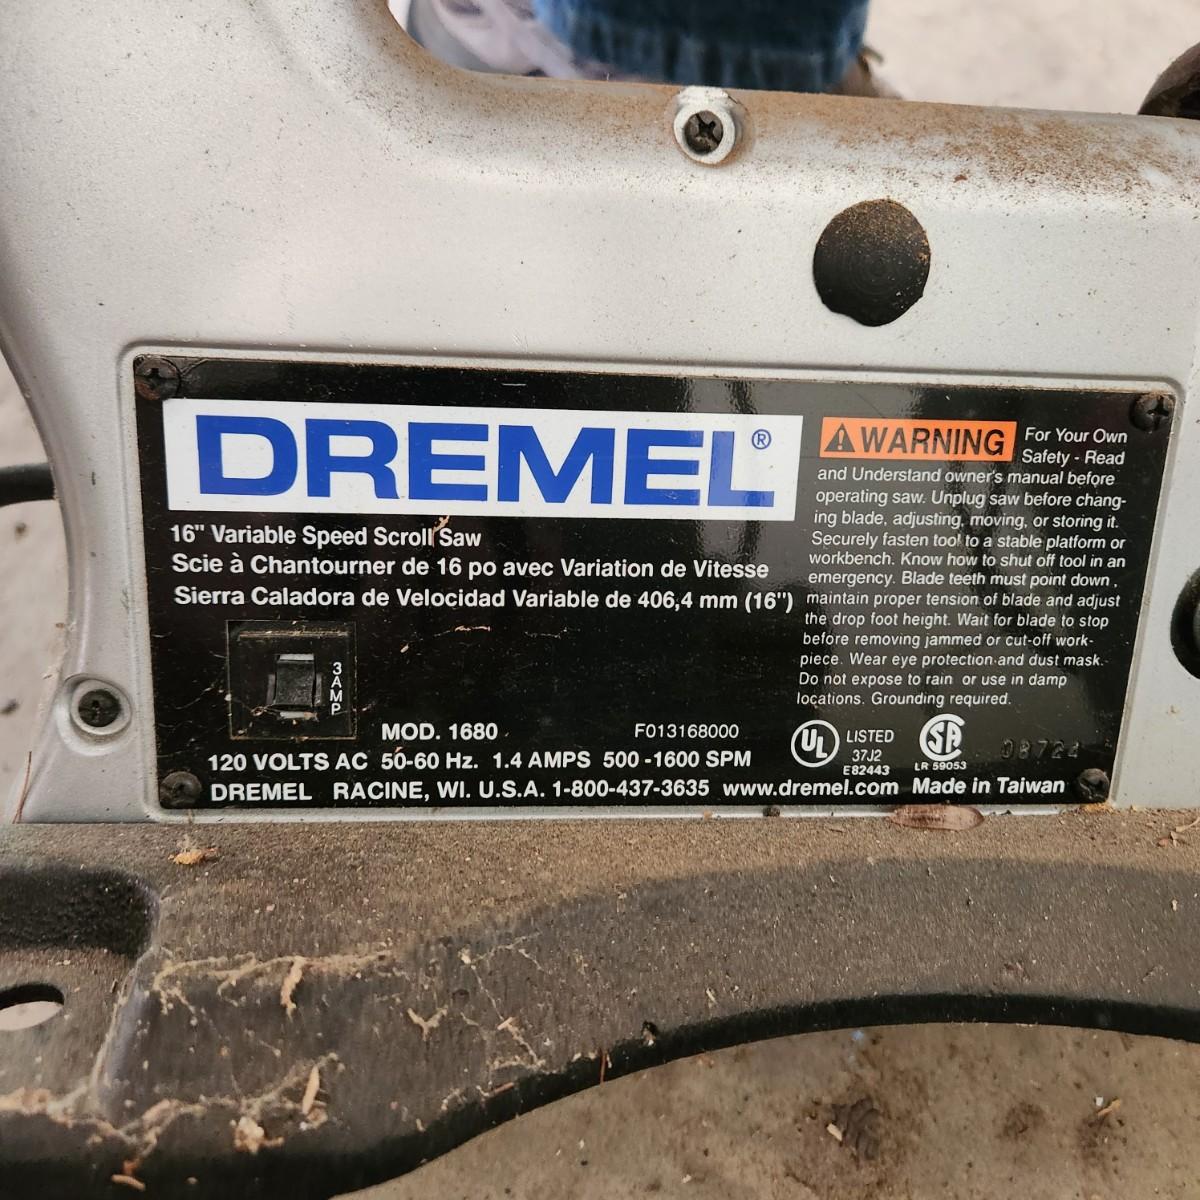 DREMEL®
16" Variable Speed Scroll Saw
Scie à Chantourner de 16 po avec Variation de Vitesse
Sierra Caladora de Velocidad Variable de 406,4 mm (16")
3 AMP
MOD. 1680 F013168000
120 VOLTS AC 50-60 Hz. 1.4 AMPS 500-1600 SPM
DREMEL RACINE, WI. U.S.A. 1-800-437-3635 www.dremel.com Made in Taiwan
WARNING For Your Own
Safety - Read
and Understand owner's manual before
operating saw. Unplug saw before chang-
ing blade, adjusting, moving, or storing it.
Securely fasten tool to a stable platform or
workbench. Know how to shut off tool in an
emergency. Blade teeth must point down,
maintain proper tension of blade and adjust
the drop foot height. Wait for blade to stop
before removing jammed or cut-off work-
piece. Wear eye protection and dust mask.
Do not expose to rain or use in damp
locations. Grounding required.
UL LISTED
37J2
E82443
SA
LR 59053